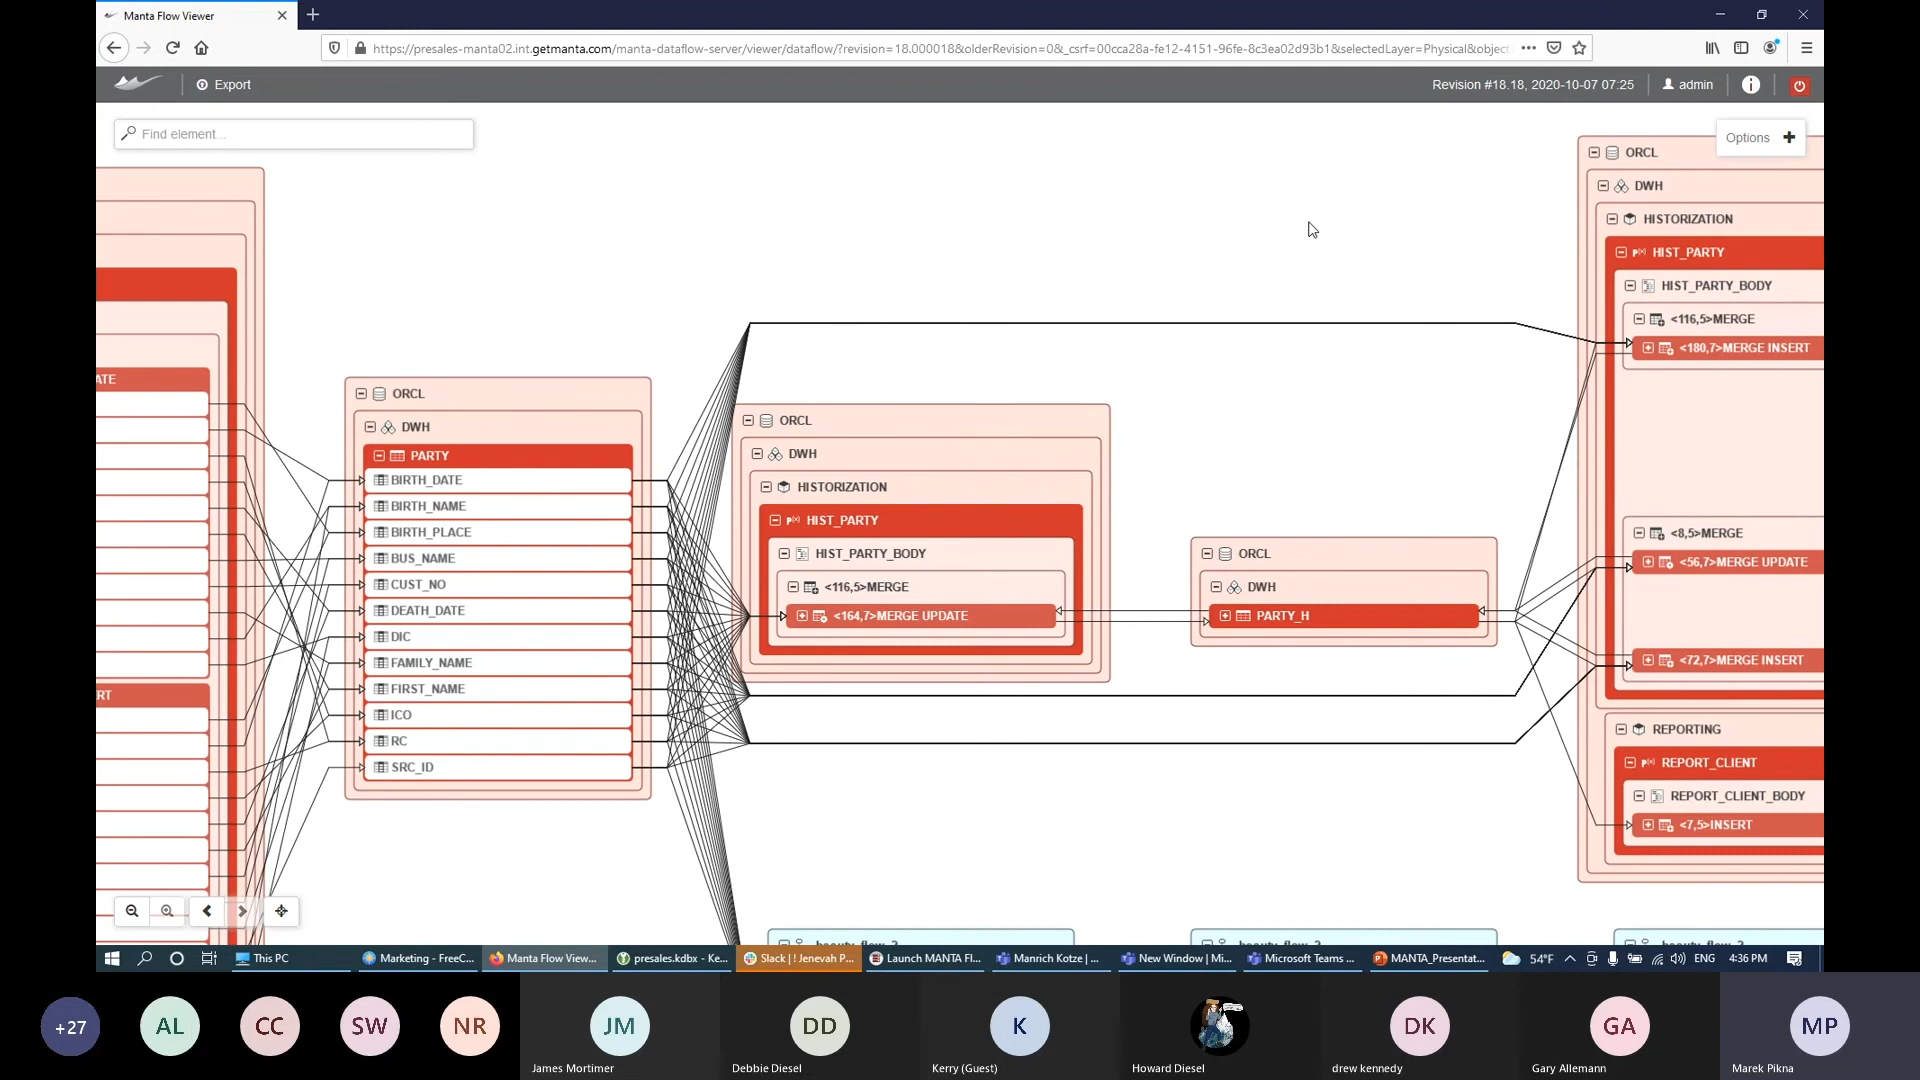 Manta Flow Viewer
https://presales-manta02.int.getmanta.com/manta-dataflow-server/viewer/dataflow/?revision=18.000018&olderRevision=0&_csrf=00cca28a-fe12-4151-96fe-8c3ea02d93b1&selectedLayer=Physical&object
Export
Revision #18.18, 2020-10-07 07:25
admin
Find element...
Options
ATE
RT
ORCL
DWH
PARTY
BIRTH_DATE
BIRTH_NAME
BIRTH_PLACE
BUS_NAME
CUST_NO
DEATH_DATE
DIC
FAMILY_NAME
FIRST_NAME
ICO
RC
SRC_ID
ORCL
DWH
HISTORIZATION
HIST_PARTY
HIST_PARTY_BODY
<116,5>MERGE
<164,7>MERGE UPDATE
ORCL
DWH
PARTY_H
ORCL
DWH
HISTORIZATION
HIST_PARTY
HIST_PARTY_BODY
<116,5>MERGE
<180,7>MERGE INSERT
<8,5>MERGE
<56,7>MERGE UPDATE
<72,7>MERGE INSERT
REPORTING
REPORT_CLIENT
REPORT_CLIENT_BODY
<7,5>INSERT
This PC
Marketing - FreeC...
Manta Flow View...
presales.kdbx - Ke...
Slack | ! Jenevah P...
Launch MANTA Fl...
Manrich Kotze | ...
New Window | Mi...
Microsoft Teams ...
MANTA_Presentat...
54°F
ENG
4:36 PM
+27
AL
CC
SW
NR
JM
James Mortimer
DD
Debbie Diesel
K
Kerry (Guest)
Howard Diesel
DK
drew kennedy
GA
Gary Allemann
MP
Marek Pikna